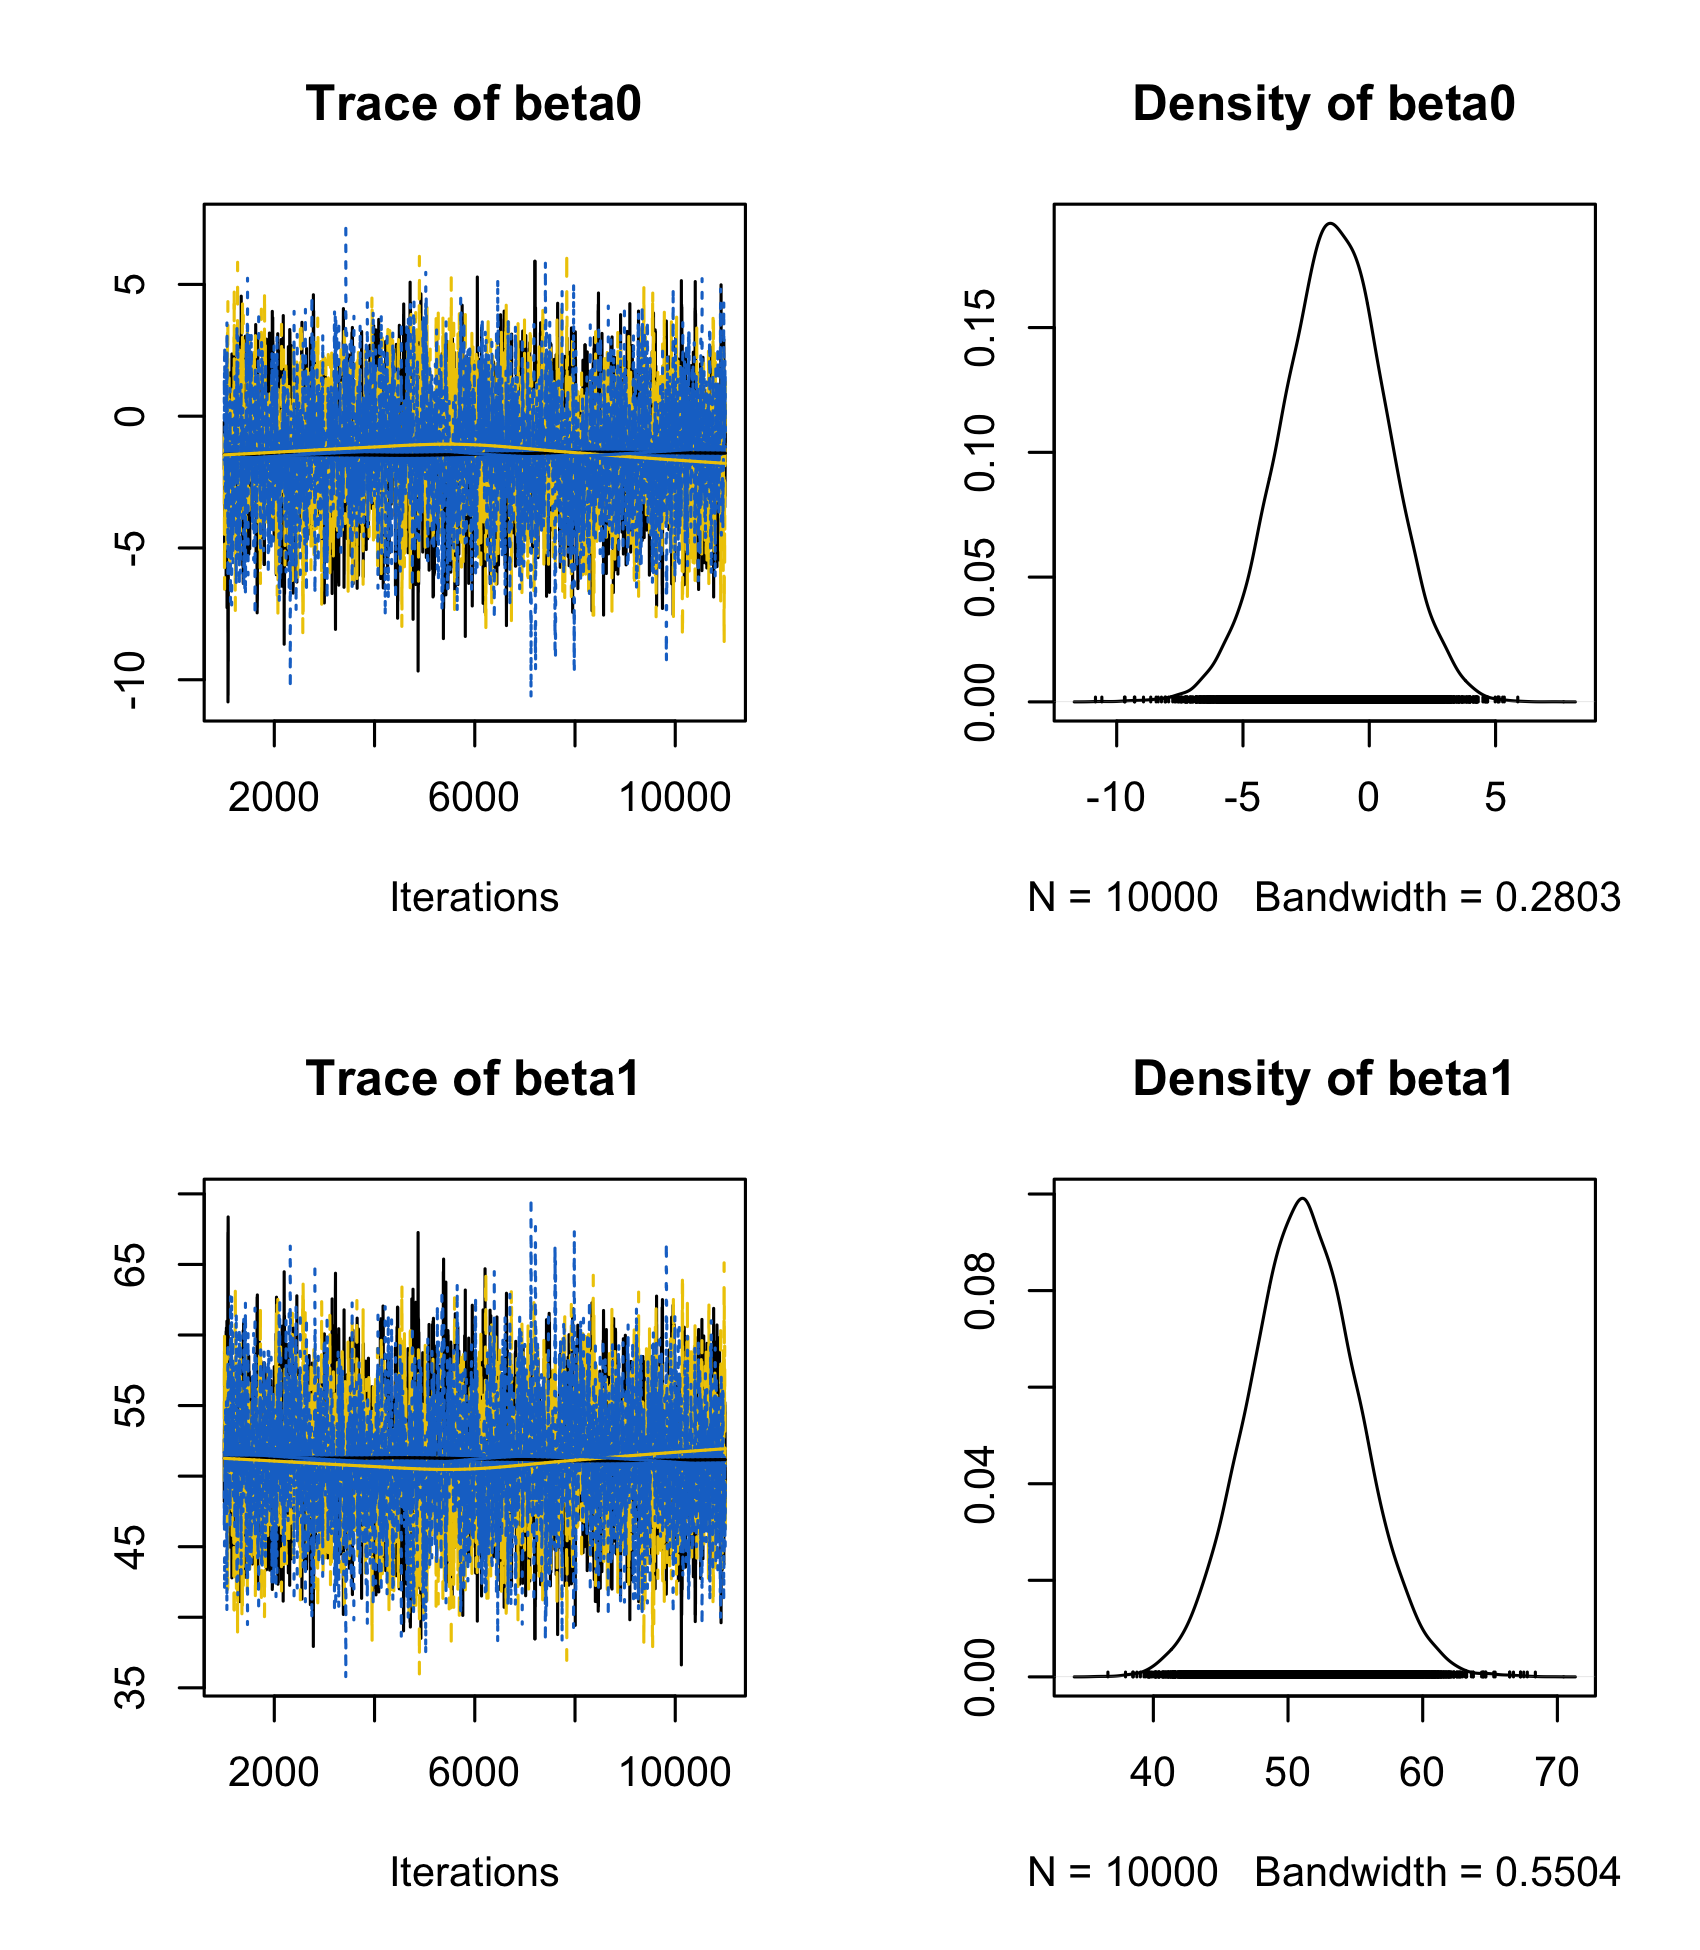 Trace of beta0
5
0
-5
-10
2000 6000 10000
Iterations
Density of beta0
0.15
0.10
0.05
0.00
-10 -5 0 5
N = 10000 Bandwidth = 0.2803
Trace of beta1
65
55
45
35
2000 6000 10000
Iterations
Density of beta1
0.08
0.04
0.00
40 50 60 70
N = 10000 Bandwidth = 0.5504